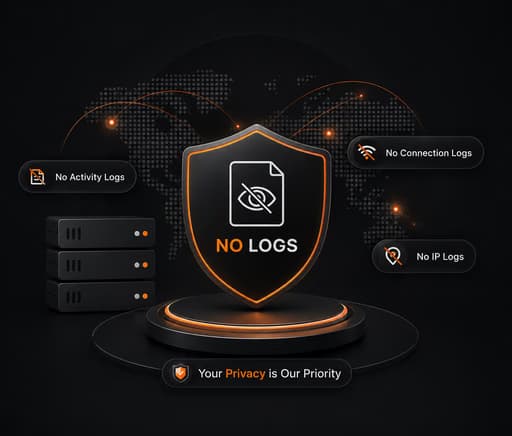 No Connection Logs
No Activity Logs
NO LOGS
No IP Logs
Your Privacy is Our Priority